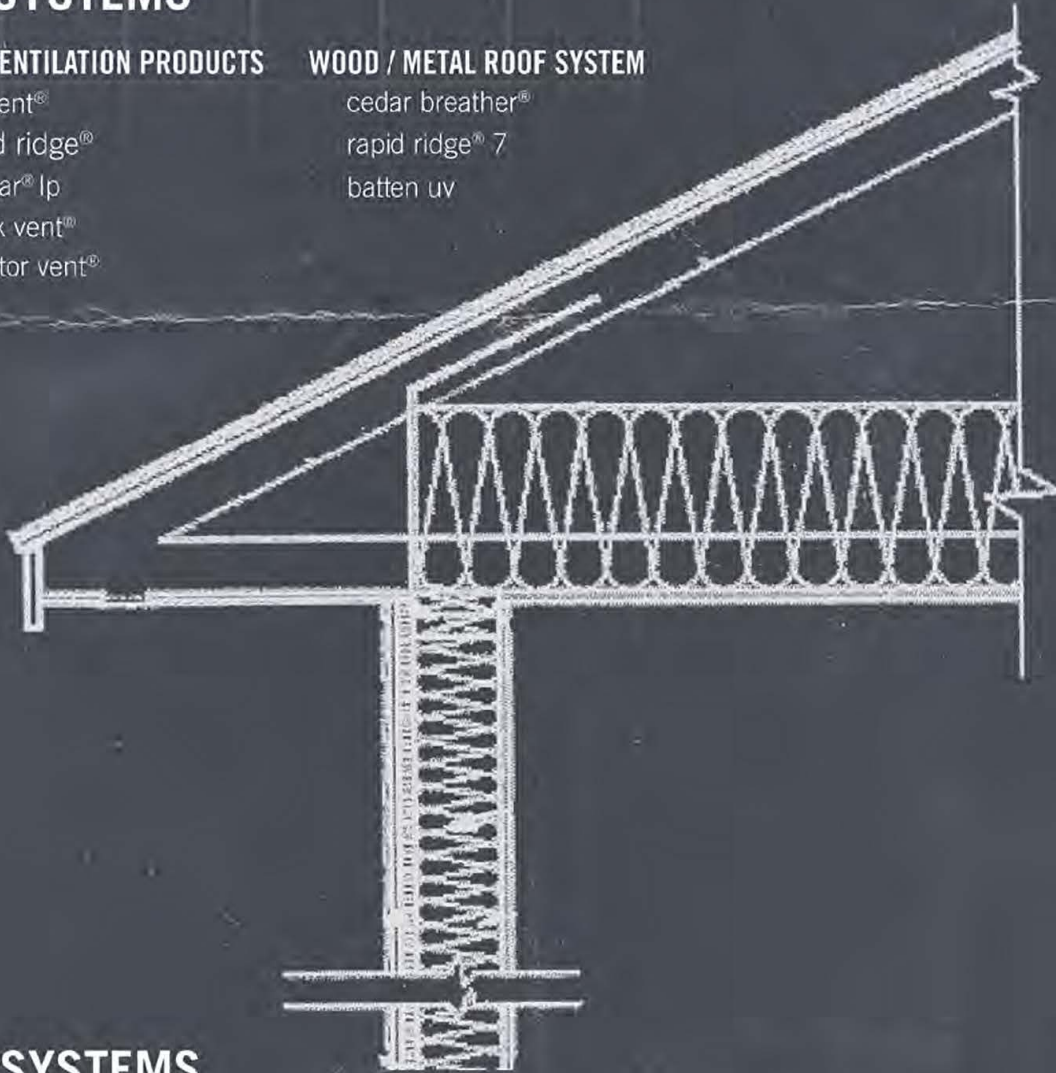 SYSTEMS
ENTILATION PRODUCTS
ent®
d ridge®
ar® lp
x vent®
tor vent®
WOOD / METAL ROOF SYSTEM
cedar breather®
rapid ridge® 7
batten uv
SYSTEMS